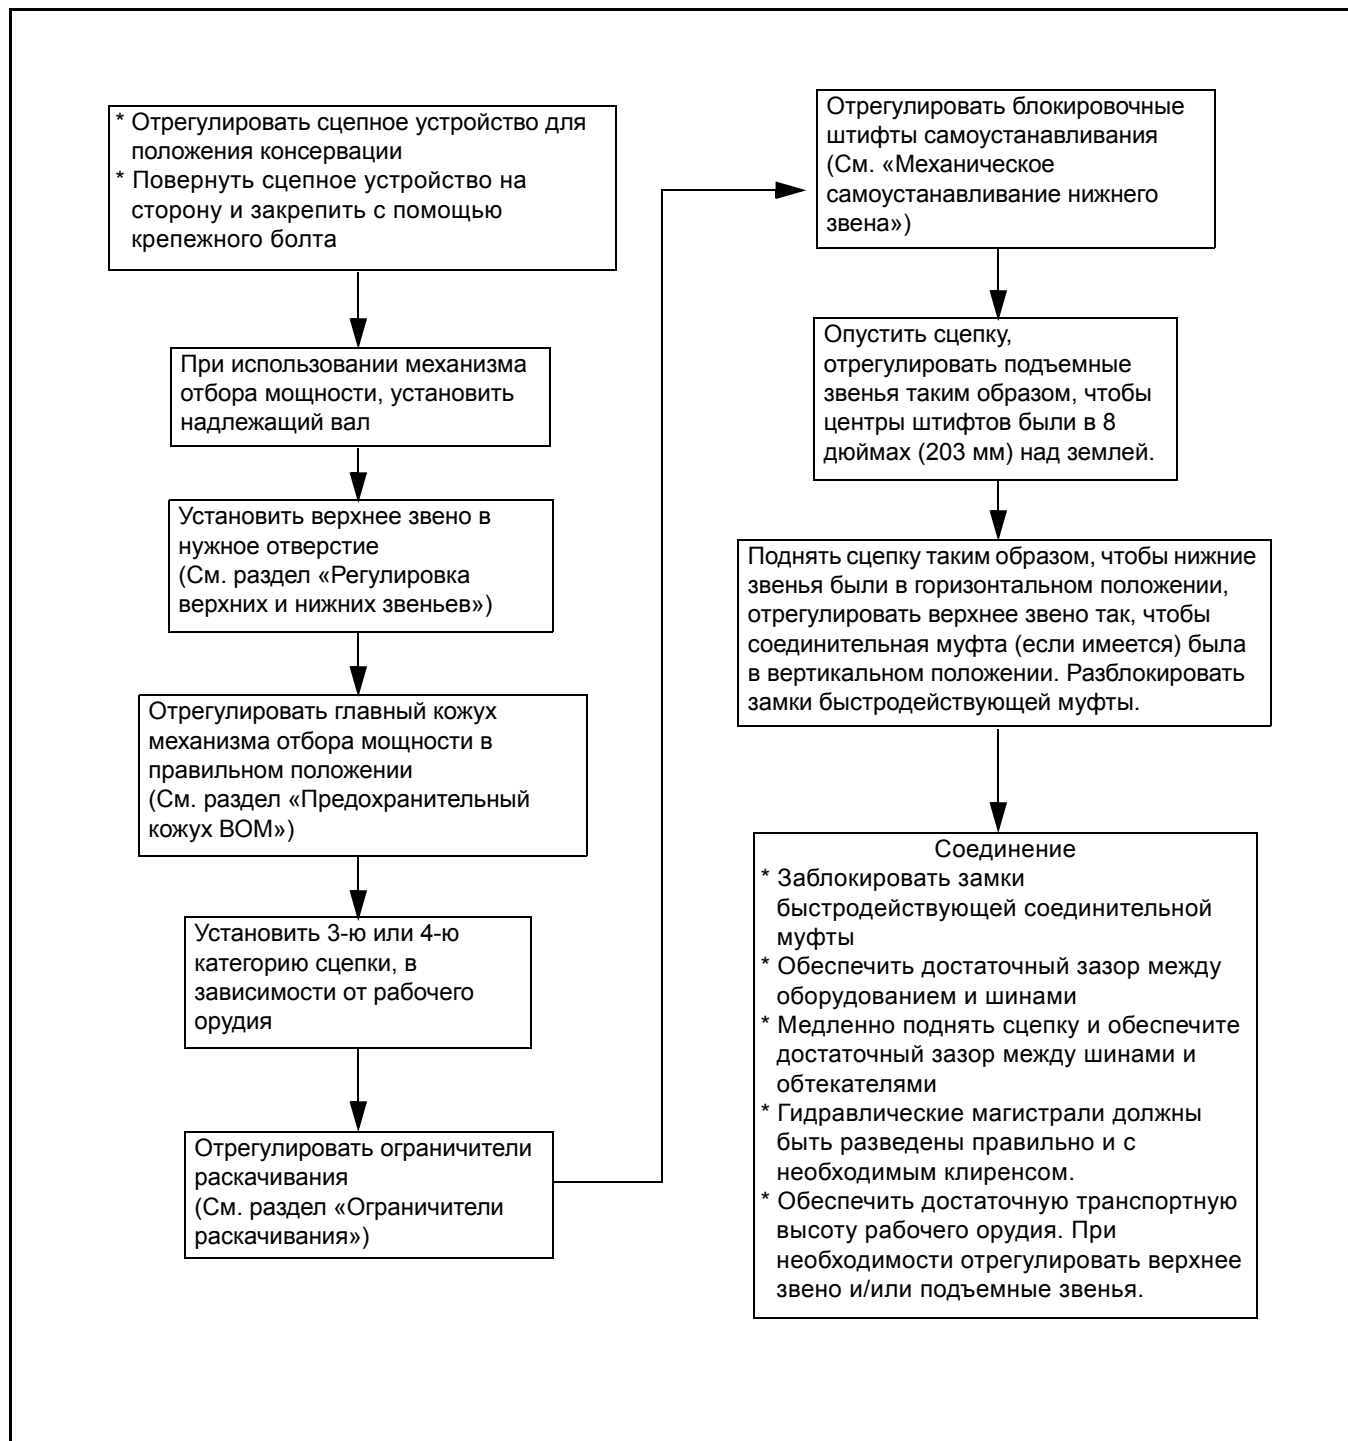 * Отрегулировать сцепное устройство для
положения консервации
* Повернуть сцепное устройство на
сторону и закрепить с помощью
крепежного болта
При использовании механизма
отбора мощности, установить
надлежащий вал
Установить верхнее звено в
нужное отверстие
(См. раздел «Регулировка
верхних и нижних звеньев»)
Отрегулировать главный кожух
механизма отбора мощности в
правильном положении
(См. раздел «Предохранительный
кожух ВОМ»)
Установить 3-ю или 4-ю
категорию сцепки, в
зависимости от рабочего
орудия
Отрегулировать ограничители
раскачивания
(См. раздел «Ограничители
раскачивания»)
Отрегулировать блокировочные
штифты самоустанавливания
(См. «Механическое
самоустанавливание нижнего
звена»)
Опустить сцепку,
отрегулировать подъемные
звенья таким образом, чтобы
центры штифтов были в 8
дюймах (203 мм) над землей.
Поднять сцепку таким образом, чтобы нижние
звенья были в горизонтальном положении,
отрегулировать верхнее звено так, чтобы
соединительная муфта (если имеется) была
в вертикальном положении. Разблокировать
замки быстродействующей муфты.
Соединение
* Заблокировать замки
быстродействующей соединительной
муфты
* Обеспечить достаточный зазор между
оборудованием и шинами
* Медленно поднять сцепку и обеспечите
достаточный зазор между шинами и
обтекателями
* Гидравлические магистрали должны
быть разведены правильно и с
необходимым клиренсом.
* Обеспечить достаточную транспортную
высоту рабочего орудия. При
необходимости отрегулировать верхнее
звено и/или подъемные звенья.